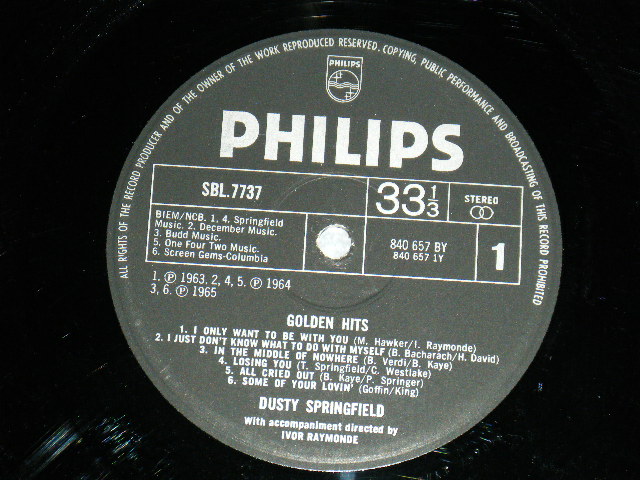 ALL RIGHTS OF THE RECORD PRODUCER AND OF THE OWNER OF THE WORK REPRODUCED RESERVED. COPYING, PUBLIC PERFORMANCE AND BROADCASTING OF THIS RECORD PROHIBITED
PHILIPS
PHILIPS
SBL.7737
33 1/3
STEREO
BIEM/NCB. 1, 4. Springfield
Music. 2. December Music.
3. Budd Music.
5. One Four Two Music.
6. Screen Gems-Columbia
840 657 BY
840 657 1Y
1
1. ℗ 1963. 2, 4, 5. ℗ 1964
3, 6. ℗ 1965
GOLDEN HITS
1. I ONLY WANT TO BE WITH YOU (M. Hawker/I. Raymonde)
2. I JUST DON'T KNOW WHAT TO DO WITH MYSELF (B. Bacharach/H. David)
3. IN THE MIDDLE OF NOWHERE (B. Verdi/B. Kaye)
4. LOSING YOU (T. Springfield/C. Westlake)
5. ALL CRIED OUT (B. Kaye/P. Springer)
6. SOME OF YOUR LOVIN' (Goffin/King)
DUSTY SPRINGFIELD
With accompaniment directed by
IVOR RAYMONDE